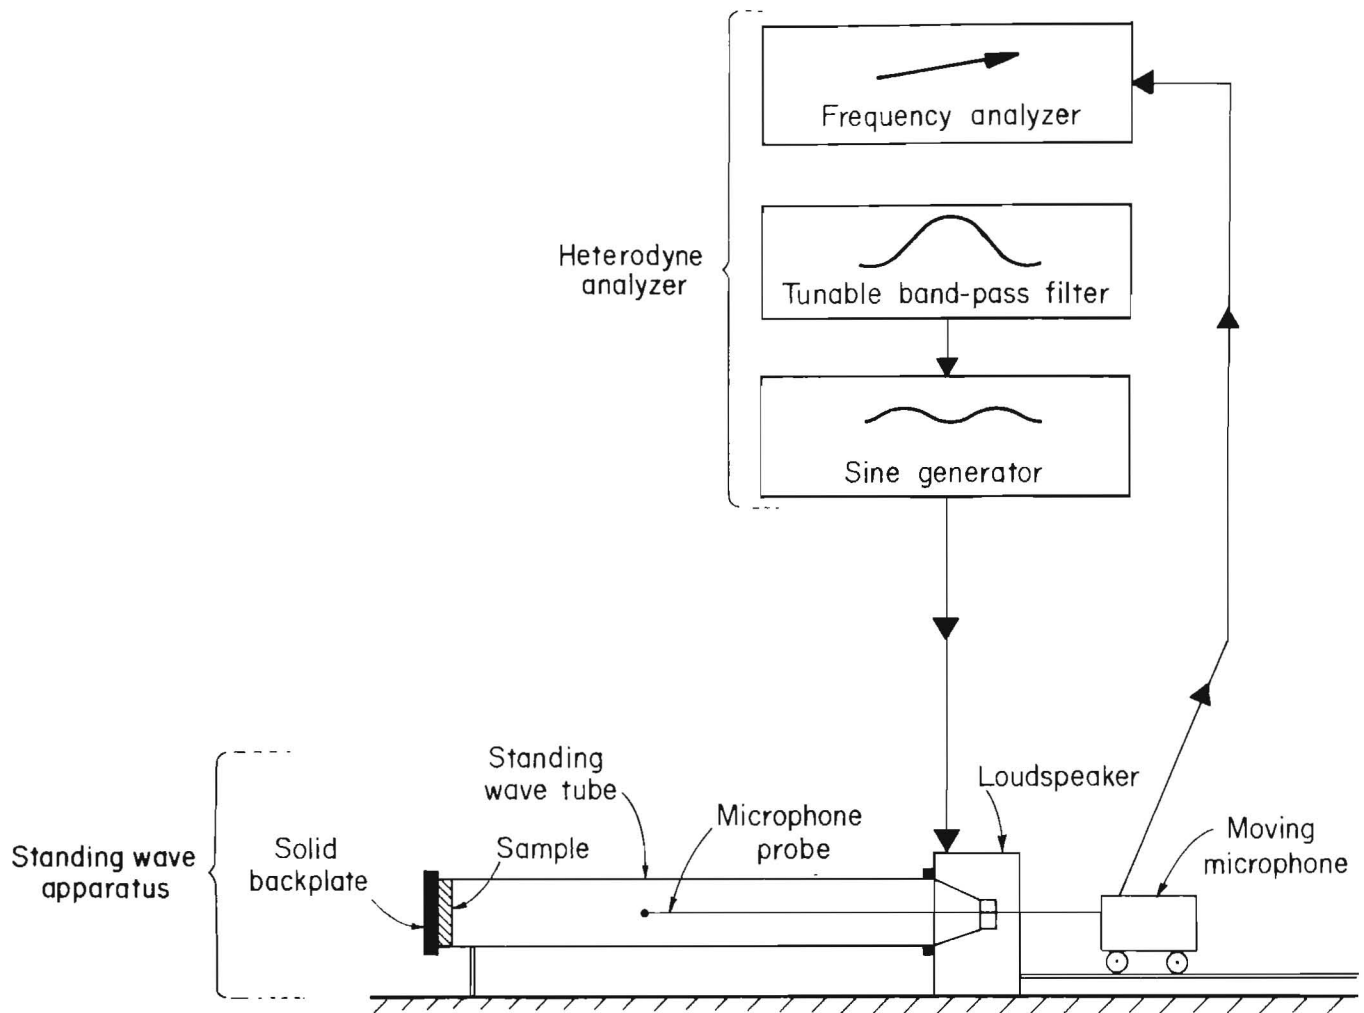 Frequency analyzer
Heterodyne
analyzer
Tunable band-pass filter
Sine generator
Standing
wave tube
Loudspeaker
Microphone
probe
Moving
microphone
Solid
backplate
Sample
Standing wave
apparatus